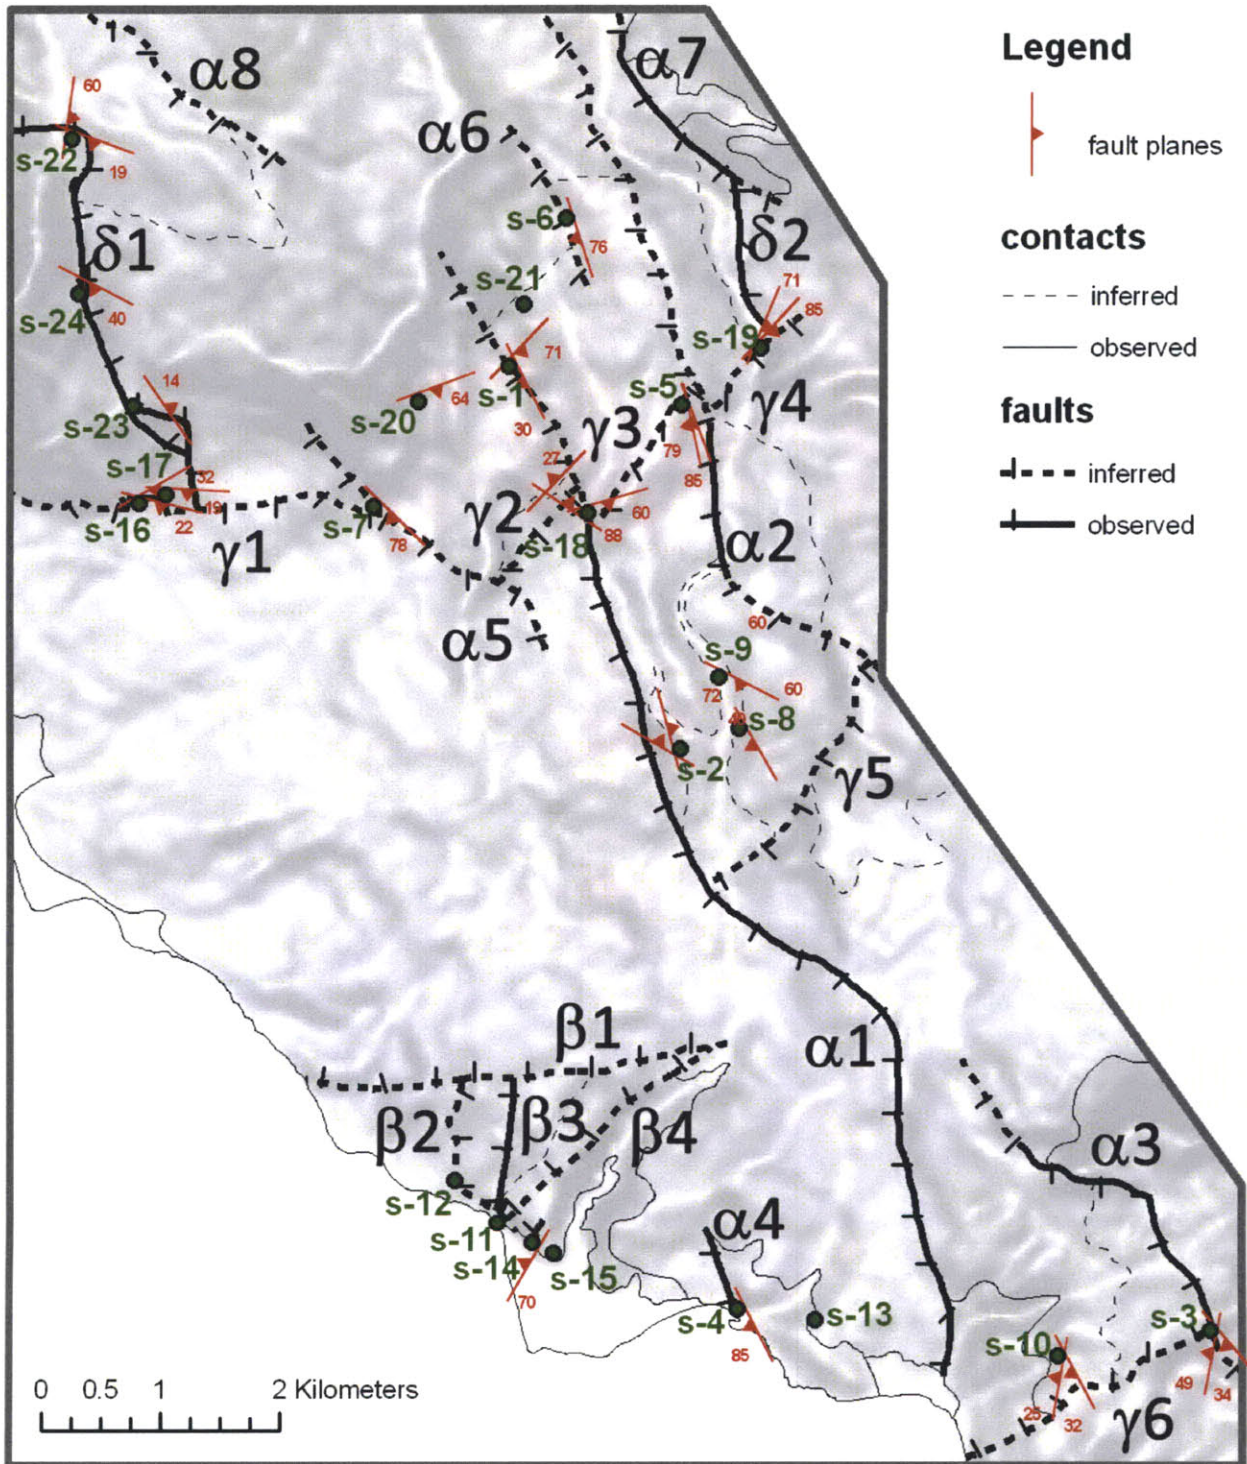 α8
α7
60
α6
s-22
19
s-6
76
δ2
δ1
s-21
71
85
s-24
40
s-19
71
s-5
14
s-1
64
γ4
s-20
30
γ3
s-23
79
27
85
s-17
32
γ2
60
19
s-16
22
s-7
88
s-18
γ1
78
α2
α5
60
s-9
72
60
s-8
s-2
γ5
β1
α1
β2
β3
β4
α3
s-12
α4
s-11
s-14
s-15
70
s-4
s-13
s-3
85
s-10
49
34
25
32
γ6
0 0.5 1 2 Kilometers
Legend
fault planes
contacts
inferred
observed
faults
inferred
observed